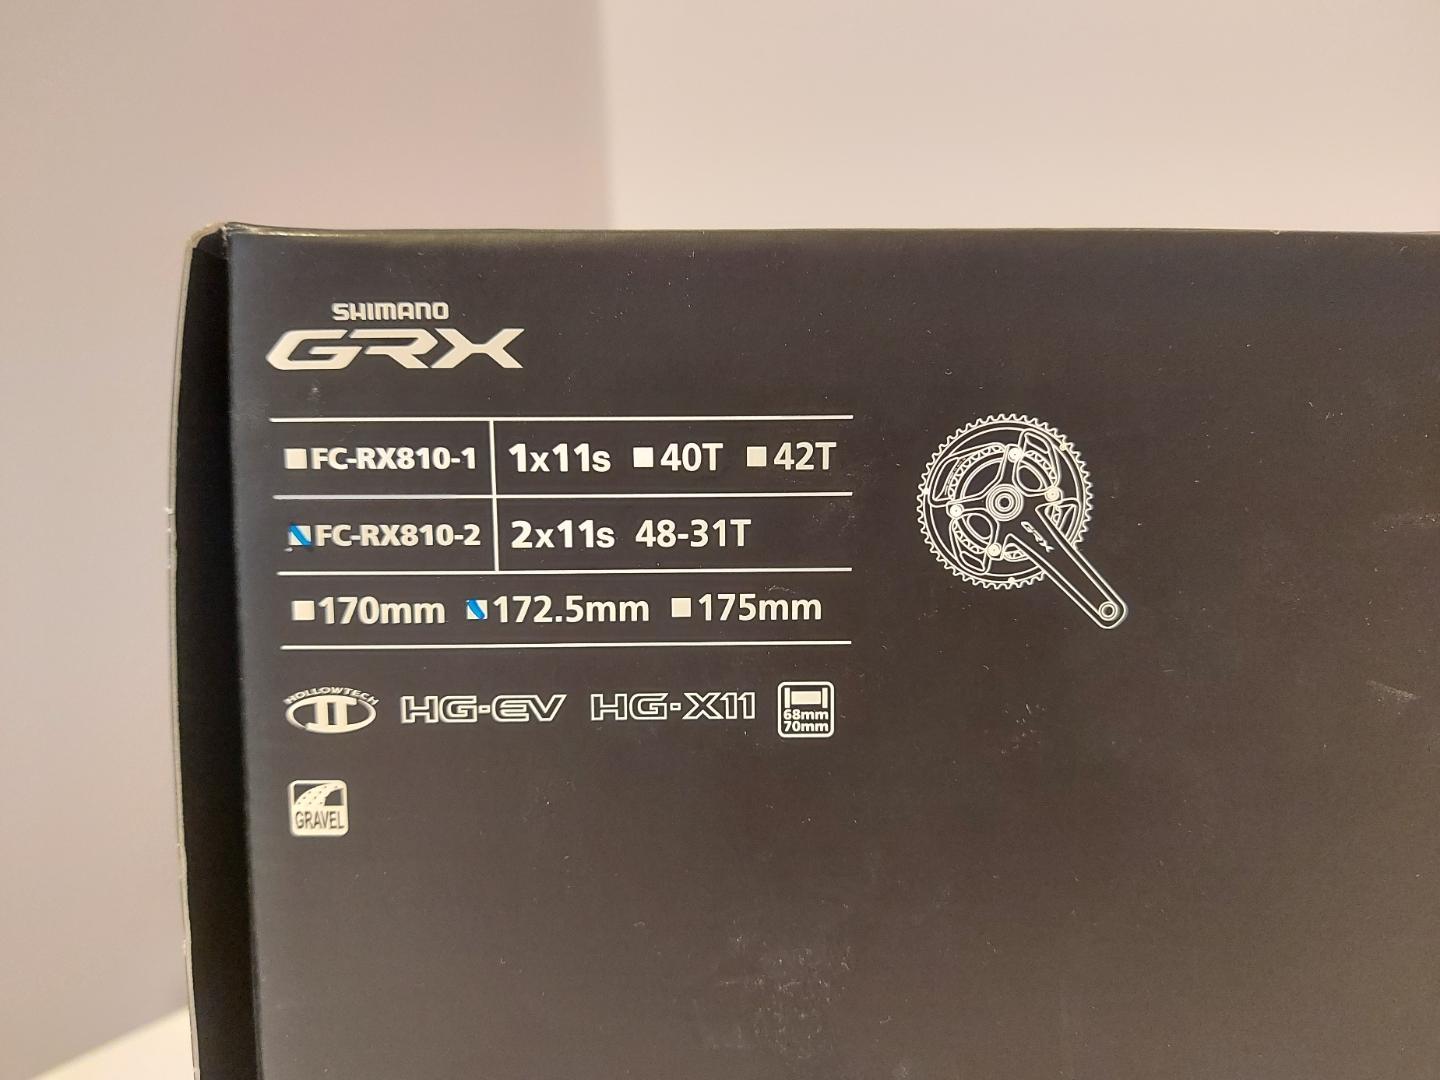 SHIMANO
GRX
FC-RX810-1 1x11s 40T 42T
FC-RX810-2 2x11s 48-31T
170mm 172.5mm 175mm
HOLLOWTECH II HG-EV HG-X11 68mm
70mm
GRAVEL
GRX